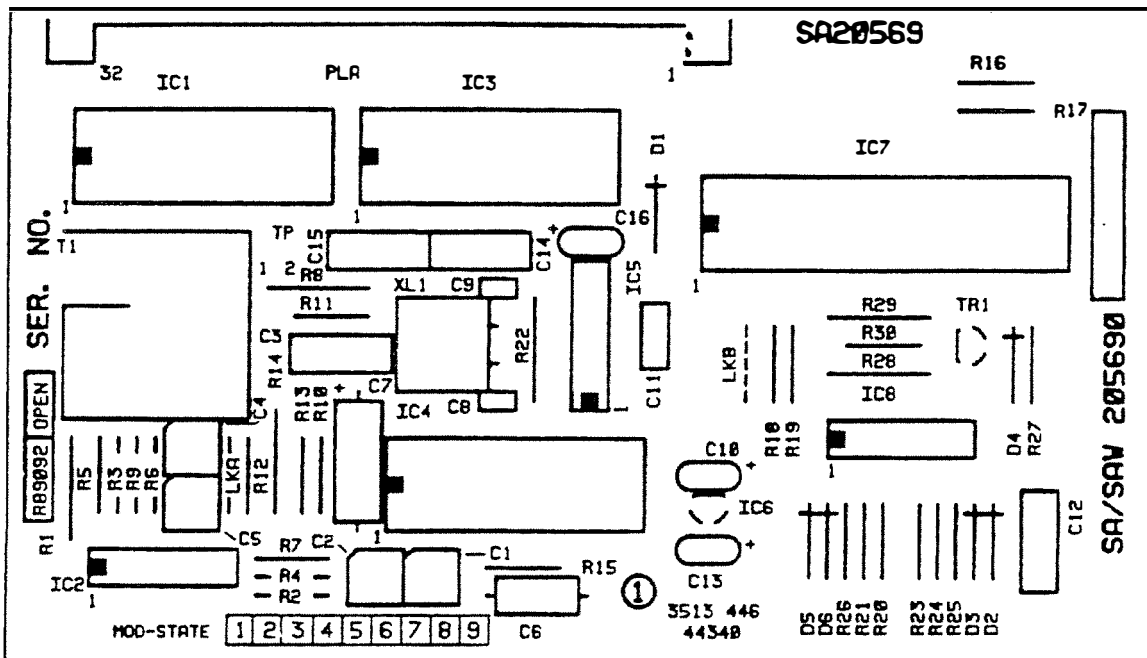 SA20569
32
PLA
1
IC1
IC3
R16
R17
D1
IC7
1
1
C16
+
SER. NO.
T1
TP
C15
C14
IC5
1
1 2
R8
XL1
C9
R11
R29
TR1
R30
C3
R22
LKB
R28
R14
C7
C11
IC8
+
C8
1
IC4
C4
R13
R10
R18
R19
D4
R27
R89092
OPEN
C10
+
1
R5
R3
R9
R6
LKA
R12
IC6
C12
SA/SAW 205690
R1
C5
1
C2
C1
R7
+
C13
R15
IC2
R4
R2
1
1
3513 446
44340
MOD-STATE 1 2 3 4 5 6 7 8 9
C6
D5
D6
R26
R21
R20
R23
R24
R25
D3
D2